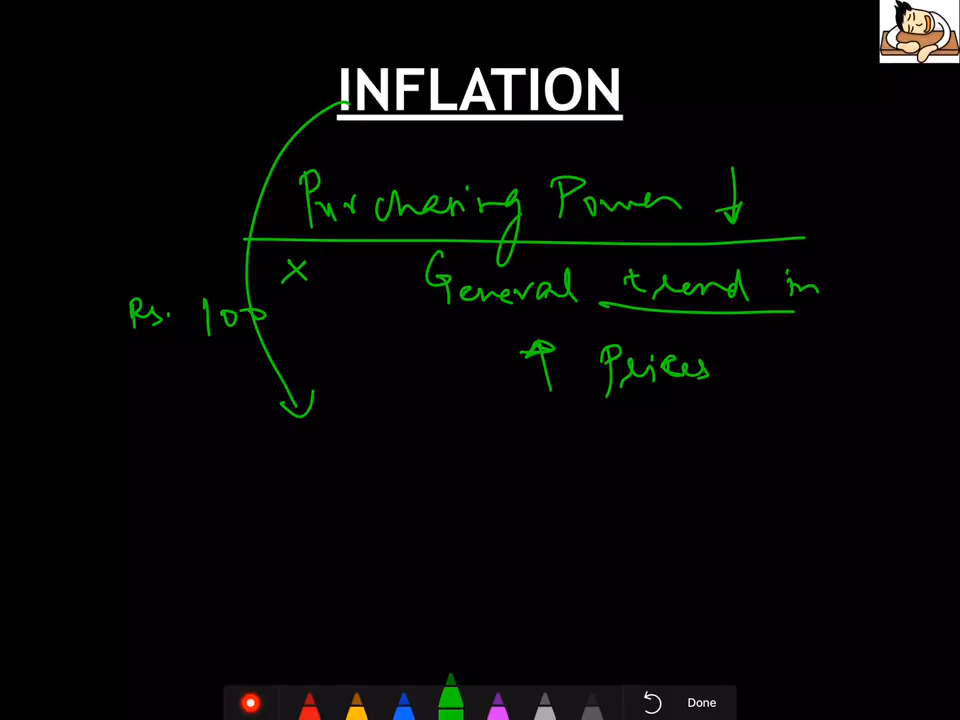 INFLATION
Purchasing Power ↓
× General trend in
Rs. 100
↑ Prices
Done